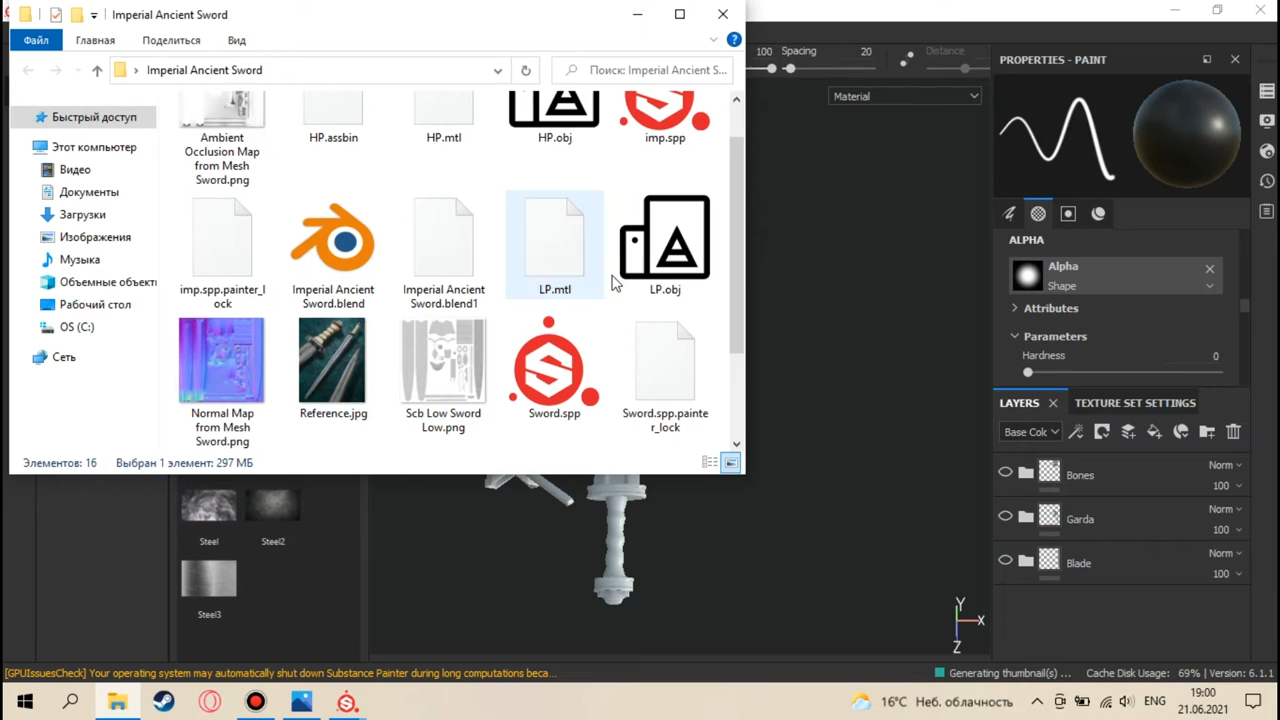 Imperial Ancient Sword
Файл
Главная
Поделиться
Вид
Imperial Ancient Sword
Поиск: Imperial Ancient S...
Быстрый доступ
Этот компьютер
Видео
Документы
Загрузки
Изображения
Музыка
Объемные объекть
Рабочий стол
OS (C:)
Сеть
Ambient
Occlusion Map
from Mesh
Sword.png
HP.assbin
HP.mtl
HP.obj
imp.spp
imp.spp.painter_l
ock
Imperial Ancient
Sword.blend
Imperial Ancient
Sword.blend1
LP.mtl
LP.obj
Normal Map
from Mesh
Sword.png
Reference.jpg
Scb Low Sword
Low.png
Sword.spp
Sword.spp.painte
r_lock
Элементов: 16
Выбран 1 элемент: 297 МБ
100
Spacing
20
Distance
Material
PROPERTIES - PAINT
ALPHA
Alpha
Shape
Attributes
Parameters
Hardness
0
LAYERS
TEXTURE SET SETTINGS
Base Col
Bones
Norm
100
Garda
Norm
100
Blade
Norm
100
Steel
Steel2
Steel3
Y
X
Z
[GPUIssuesCheck] Your operating system may automatically shut down Substance Painter during long computations beca...
Generating thumbnail(s) ...
Cache Disk Usage: 69% | Version: 6.1.1
16°C Неб. облачность
ENG
19:00
21.06.2021